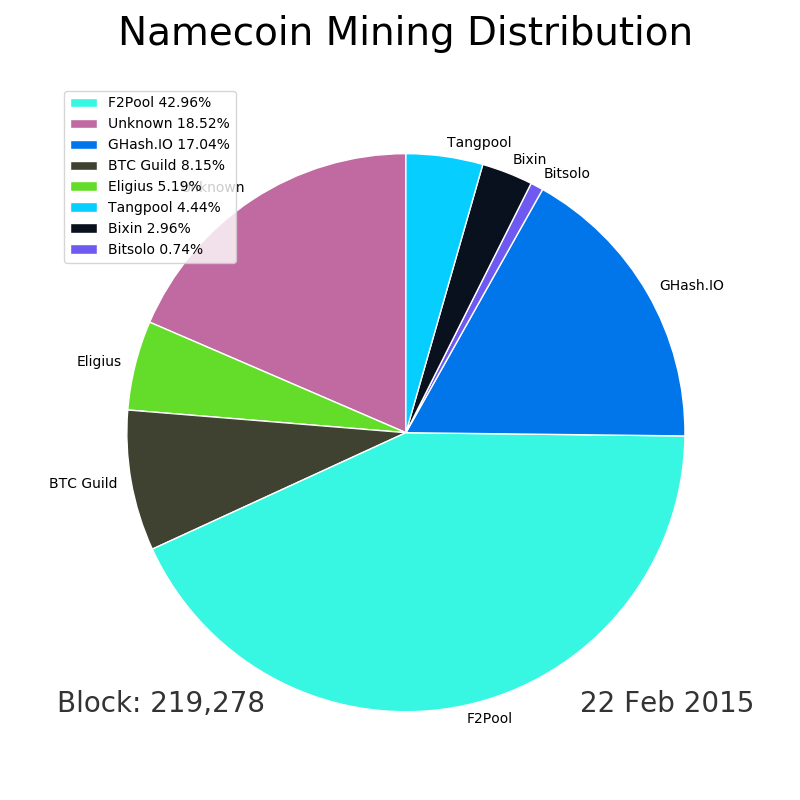 Namecoin Mining Distribution
F2Pool 42.96%
Unknown 18.52%
GHash.IO 17.04%
BTC Guild 8.15%
Eligius 5.19%
Tangpool 4.44%
Bixin 2.96%
Bitsolo 0.74%
Tangpool
Bixin
Bitsolo
Unknown
GHash.IO
Eligius
BTC Guild
F2Pool
Block: 219,278
22 Feb 2015